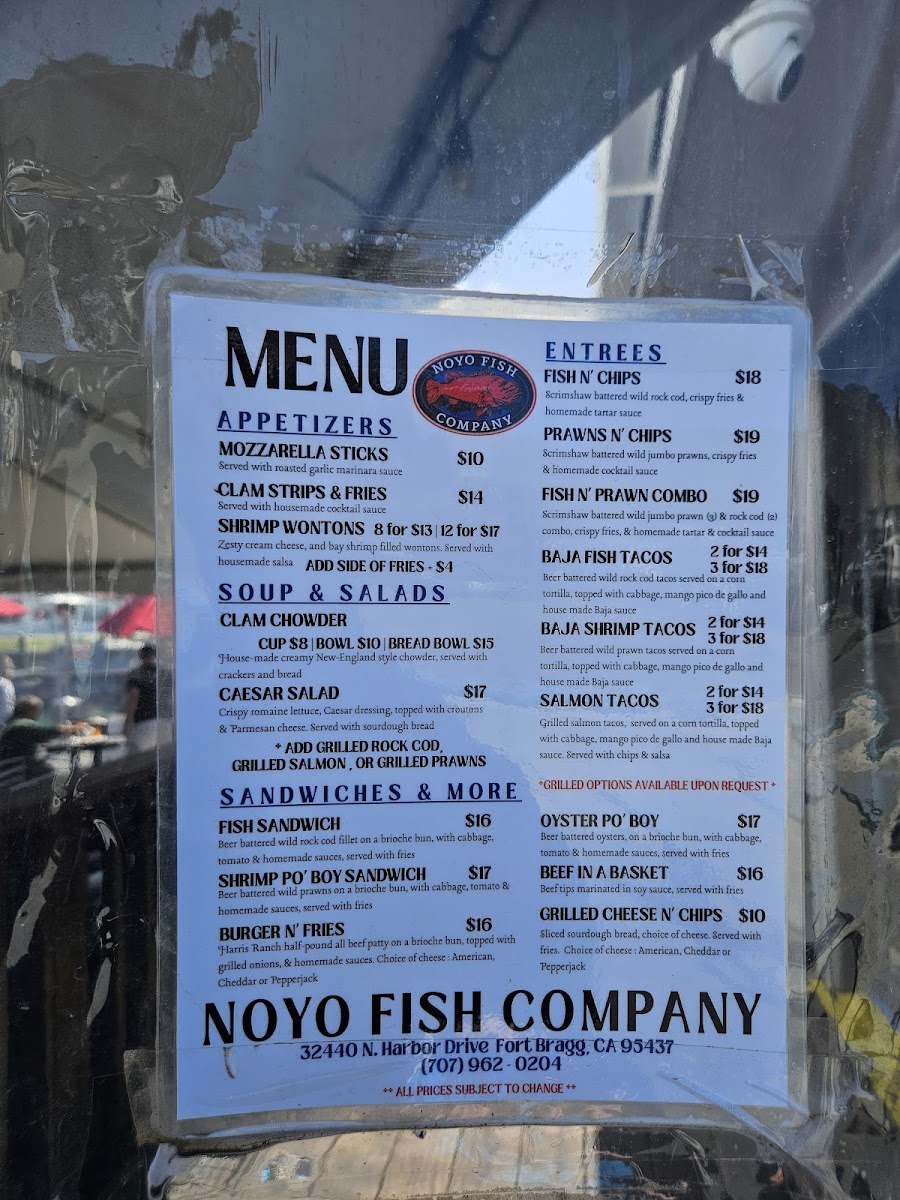 MENU
NOYO FISH
COMPANY
APPETIZERS
MOZZARELLA STICKS $10
Served with roasted garlic marinara sauce
CLAM STRIPS & FRIES $14
Served with housemade cocktail sauce
SHRIMP WONTONS 8 for $13 | 12 for $17
Zesty cream cheese, and bay shrimp filled wontons. Served with
housemade salsa ADD SIDE OF FRIES + $4
SOUP & SALADS
CLAM CHOWDER
CUP $8 | BOWL $10 | BREAD BOWL $15
House-made creamy New-England style chowder, served with
crackers and bread
CAESAR SALAD $17
Crispy romaine lettuce, Caesar dressing, topped with croutons
& Parmesan cheese. Served with sourdough bread
* ADD GRILLED ROCK COD,
GRILLED SALMON , OR GRILLED PRAWNS
SANDWICHES & MORE
FISH SANDWICH $16
Beer battered wild rock cod fillet on a brioche bun, with cabbage,
tomato & homemade sauces, served with fries
SHRIMP PO' BOY SANDWICH $17
Beer battered wild prawns on a brioche bun, with cabbage, tomato &
homemade sauces, served with fries
BURGER N' FRIES $16
Harris Ranch half-pound all beef patty on a brioche bun, topped with
grilled onions, & homemade sauces. Choice of cheese : American,
Cheddar or Pepperjack
ENTREES
FISH N' CHIPS $18
Scrimshaw battered wild rock cod, crispy fries &
homemade tartar sauce
PRAWNS N' CHIPS $19
Scrimshaw battered wild jumbo prawns, crispy fries
& homemade cocktail sauce
FISH N' PRAWN COMBO $19
Scrimshaw battered wild jumbo prawn (3) & rock cod (2)
combo, crispy fries, & homemade tartar & cocktail sauce
BAJA FISH TACOS 2 for $14
3 for $18
Beer battered wild rock cod tacos served on a corn
tortilla, topped with cabbage, mango pico de gallo and
house made Baja sauce
BAJA SHRIMP TACOS 2 for $14
3 for $18
Beer battered wild prawn tacos served on a corn
tortilla, topped with cabbage, mango pico de gallo and
house made Baja sauce
SALMON TACOS 2 for $14
3 for $18
Grilled salmon tacos, served on a corn tortilla, topped
with cabbage, mango pico de gallo and house made Baja
sauce. Served with chips & salsa
*GRILLED OPTIONS AVAILABLE UPON REQUEST *
OYSTER PO' BOY $17
Beer battered oysters, on a brioche bun, with cabbage,
tomato & homemade sauces, served with fries
BEEF IN A BASKET $16
Beef tips marinated in soy sauce, served with fries
GRILLED CHEESE N' CHIPS $10
Sliced sourdough bread, choice of cheese. Served with
fries. Choice of cheese : American, Cheddar or
Pepperjack
NOYO FISH COMPANY
32440 N. Harbor Drive Fort Bragg, CA 95437
(707) 962 - 0204
** ALL PRICES SUBJECT TO CHANGE **